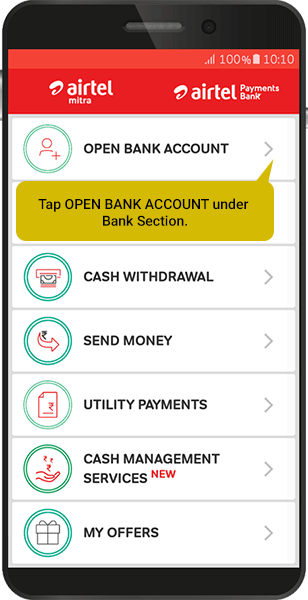 100% 10:10
airtel
mitra
airtel Payments
Bank
OPEN BANK ACCOUNT
Tap OPEN BANK ACCOUNT under
Bank Section.
CASH WITHDRAWAL
SEND MONEY
UTILITY PAYMENTS
CASH MANAGEMENT
SERVICES NEW
MY OFFERS